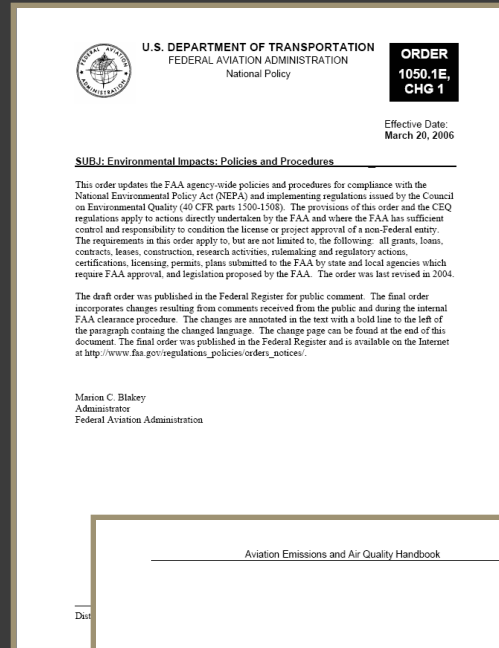 FEDERAL AVIATION
ADMINISTRATION
U.S. DEPARTMENT OF TRANSPORTATION
FEDERAL AVIATION ADMINISTRATION
National Policy
ORDER
1050.1E,
CHG 1
Effective Date:
March 20, 2006
SUBJ: Environmental Impacts: Policies and Procedures
This order updates the FAA agency-wide policies and procedures for compliance with the
National Environmental Policy Act (NEPA) and implementing regulations issued by the Council
on Environmental Quality (40 CFR parts 1500-1508). The provisions of this order and the CEQ
regulations apply to actions directly undertaken by the FAA and where the FAA has sufficient
control and responsibility to condition the license or project approval of a non-Federal entity.
The requirements in this order apply to, but are not limited to, the following: all grants, loans,
contracts, leases, construction, research activities, rulemaking and regulatory actions,
certifications, licensing, permits, plans submitted to the FAA by state and local agencies which
require FAA approval, and legislation proposed by the FAA. The order was last revised in 2004.
The draft order was published in the Federal Register for public comment. The final order
incorporates changes resulting from comments received from the public and during the internal
FAA clearance procedure. The changes are annotated in the text with a bold line to the left of
the paragraph containg the changed language. The change page can be found at the end of this
document. The final order was published in the Federal Register and is available on the Internet
at http://www.faa.gov/regulations_policies/orders_notices/.
Marion C. Blakey
Administrator
Federal Aviation Administration
Aviation Emissions and Air Quality Handbook
Dist